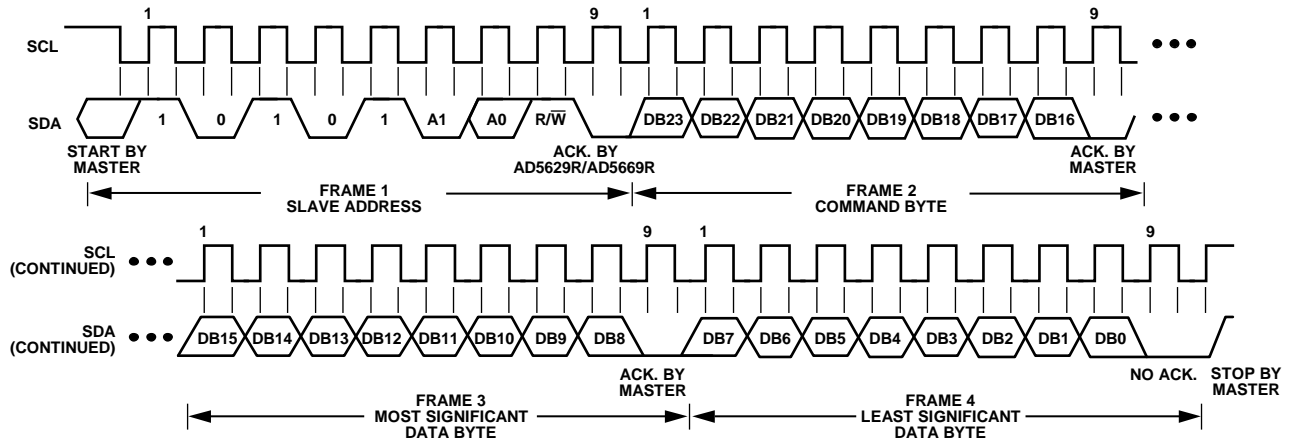 1 9 1 9
SCL
SDA 1 0 1 0 1 A1 A0 R/W̅ DB23 DB22 DB21 DB20 DB19 DB18 DB17 DB16
START BY
MASTER
ACK. BY
AD5629R/AD5669R
ACK. BY
MASTER
FRAME 1
SLAVE ADDRESS
FRAME 2
COMMAND BYTE
1 9 1 9
SCL
(CONTINUED)
SDA
(CONTINUED)
DB15 DB14 DB13 DB12 DB11 DB10 DB9 DB8 DB7 DB6 DB5 DB4 DB3 DB2 DB1 DB0
ACK. BY
MASTER
NO ACK.
STOP BY
MASTER
FRAME 3
MOST SIGNIFICANT
DATA BYTE
FRAME 4
LEAST SIGNIFICANT
DATA BYTE